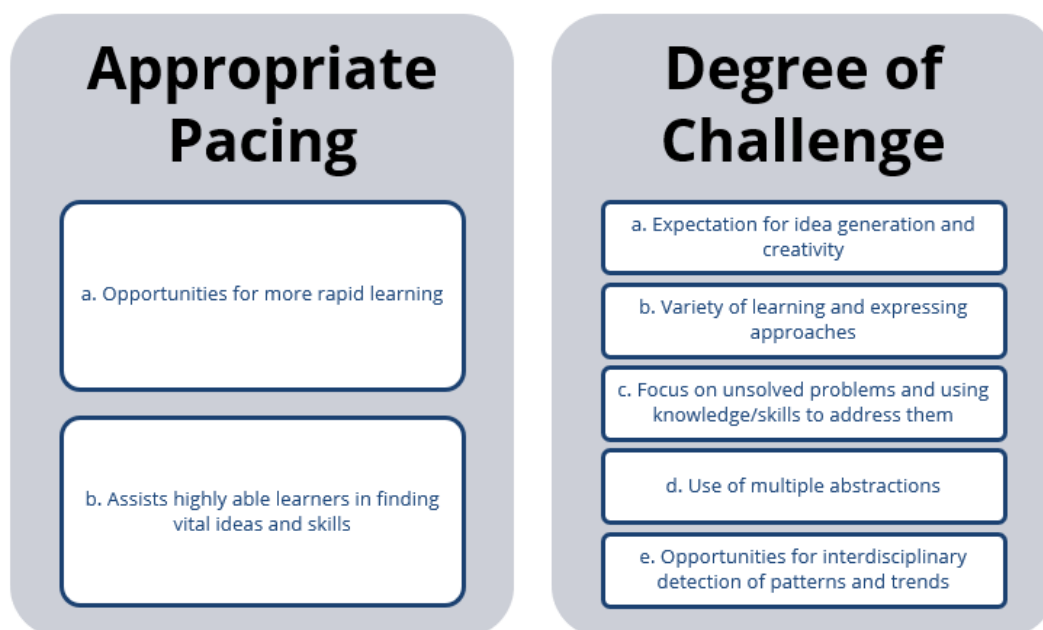 Appropriate
Pacing
a. Opportunities for more rapid learning
b. Assists highly able learners in finding
vital ideas and skills
Degree of
Challenge
a. Expectation for idea generation and
creativity
b. Variety of learning and expressing
approaches
c. Focus on unsolved problems and using
knowledge/skills to address them
d. Use of multiple abstractions
e. Opportunities for interdisciplinary
detection of patterns and trends